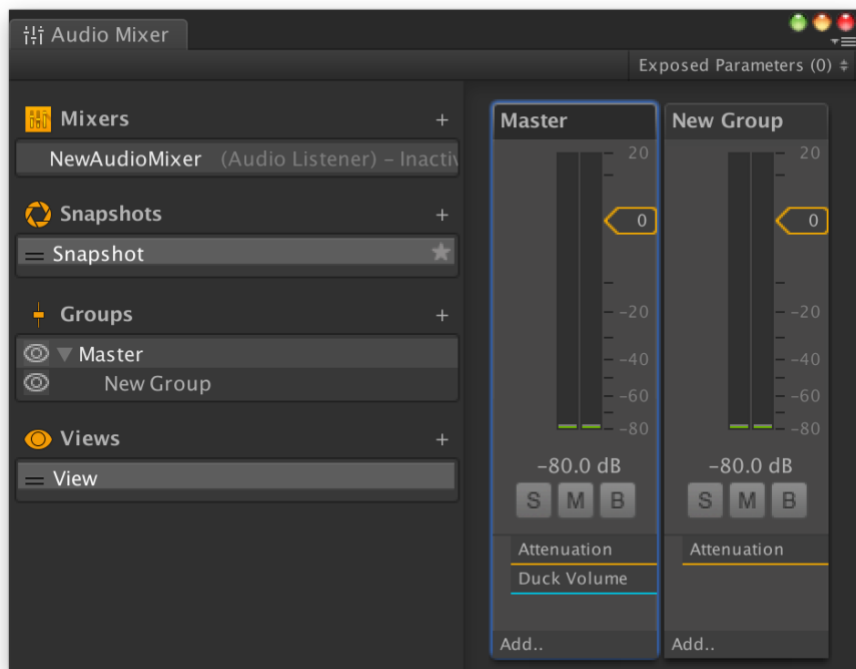 Audio Mixer
Exposed Parameters (0)
Mixers +
NewAudioMixer (Audio Listener) – Inactiv
Snapshots +
Snapshot
Groups +
Master
New Group
Views +
View
Master
20
0
-20
-40
-60
-80
-80.0 dB
S M B
Attenuation
Duck Volume
Add..
New Group
20
0
-20
-40
-60
-80
-80.0 dB
S M B
Attenuation
Add..